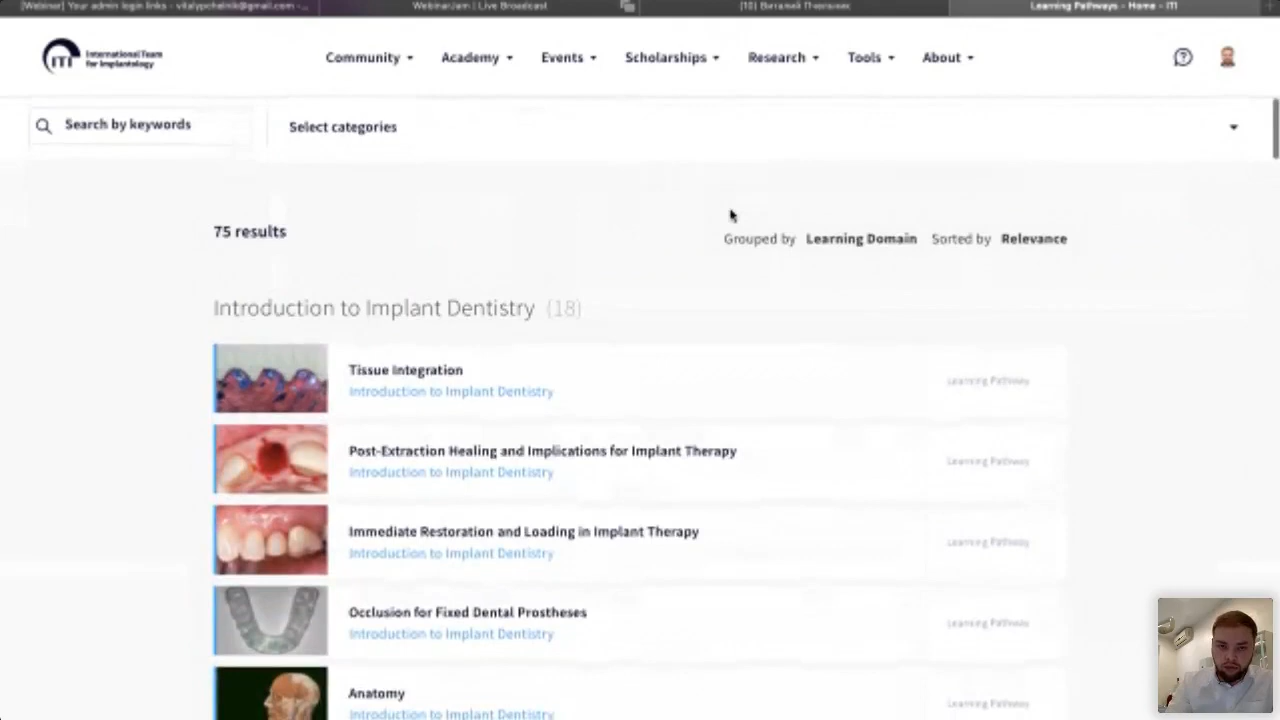 [Webinar] Your admin login links - vitalypchelnik@gmail.com -...
WebinarJam | Live Broadcast
(10) Виталий Пчельник
Learning Pathways - Home - ITI
iTi
International Team
for Implantology
Community
Academy
Events
Scholarships
Research
Tools
About
Search by keywords
Select categories
75 results
Grouped by Learning Domain Sorted by Relevance
Introduction to Implant Dentistry (18)
Tissue Integration
Introduction to Implant Dentistry
Learning Pathway
Post-Extraction Healing and Implications for Implant Therapy
Introduction to Implant Dentistry
Learning Pathway
Immediate Restoration and Loading in Implant Therapy
Introduction to Implant Dentistry
Learning Pathway
Occlusion for Fixed Dental Prostheses
Introduction to Implant Dentistry
Learning Pathway
Anatomy
Introduction to Implant Dentistry
Learning Pathway